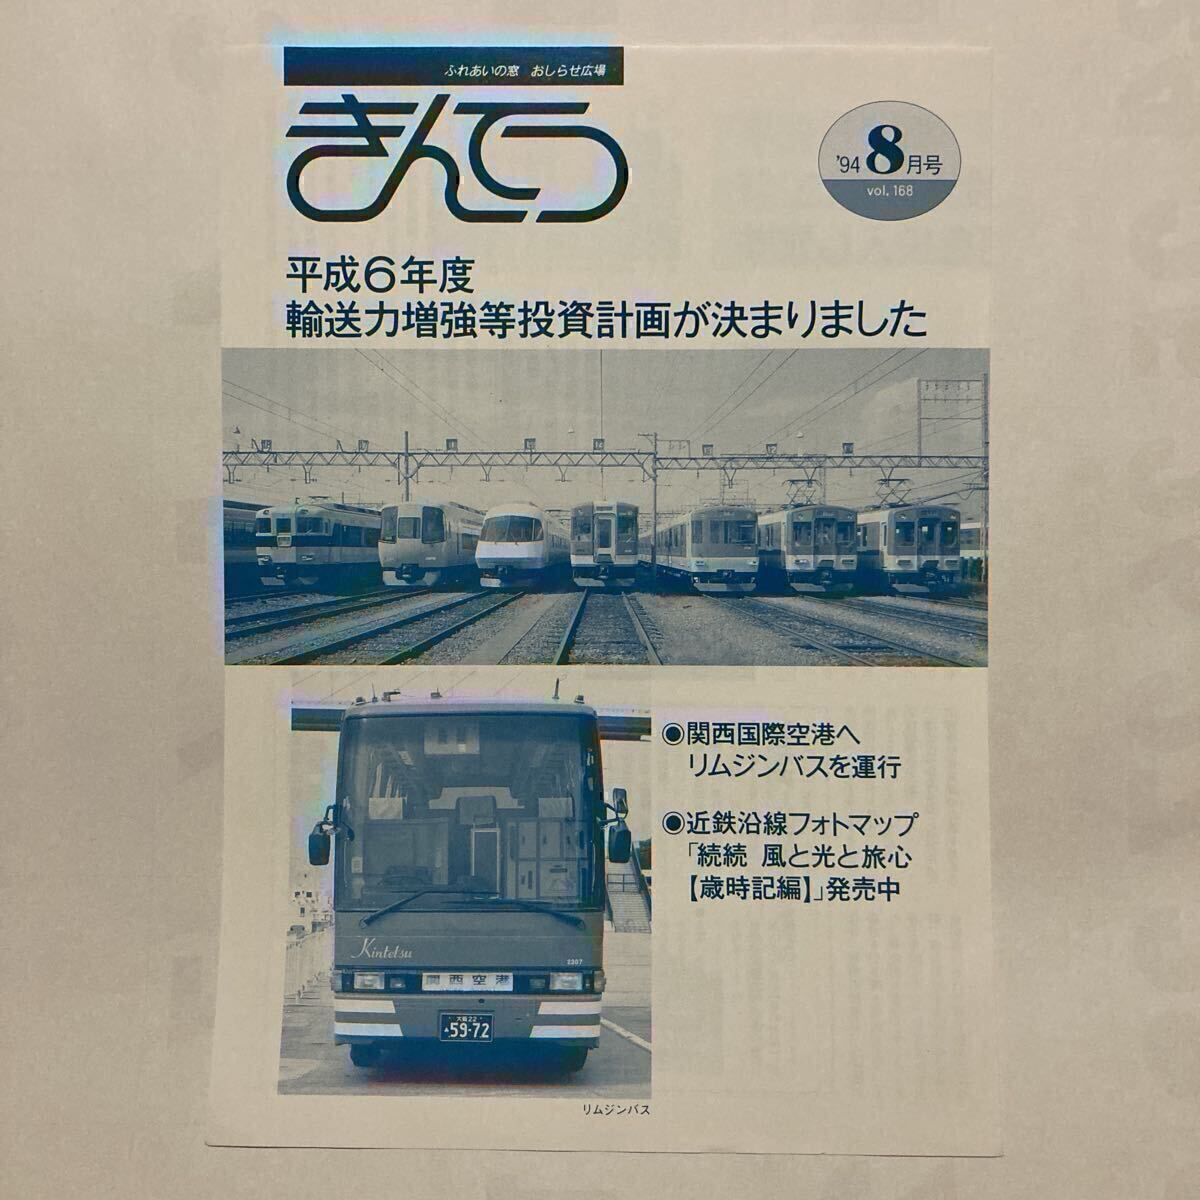 ふれあいの窓 おしらせ広場
きんてつ
'94 8月号
vol. 168
平成6年度
輸送力増強等投資計画が決まりました
◉関西国際空港へ
リムジンバスを運行
◉近鉄沿線フォトマップ
「続続 風と光と旅心
【歳時記編】」発売中
Kintetsu
2307
関西空港
大阪22
59-72
リムジンバス